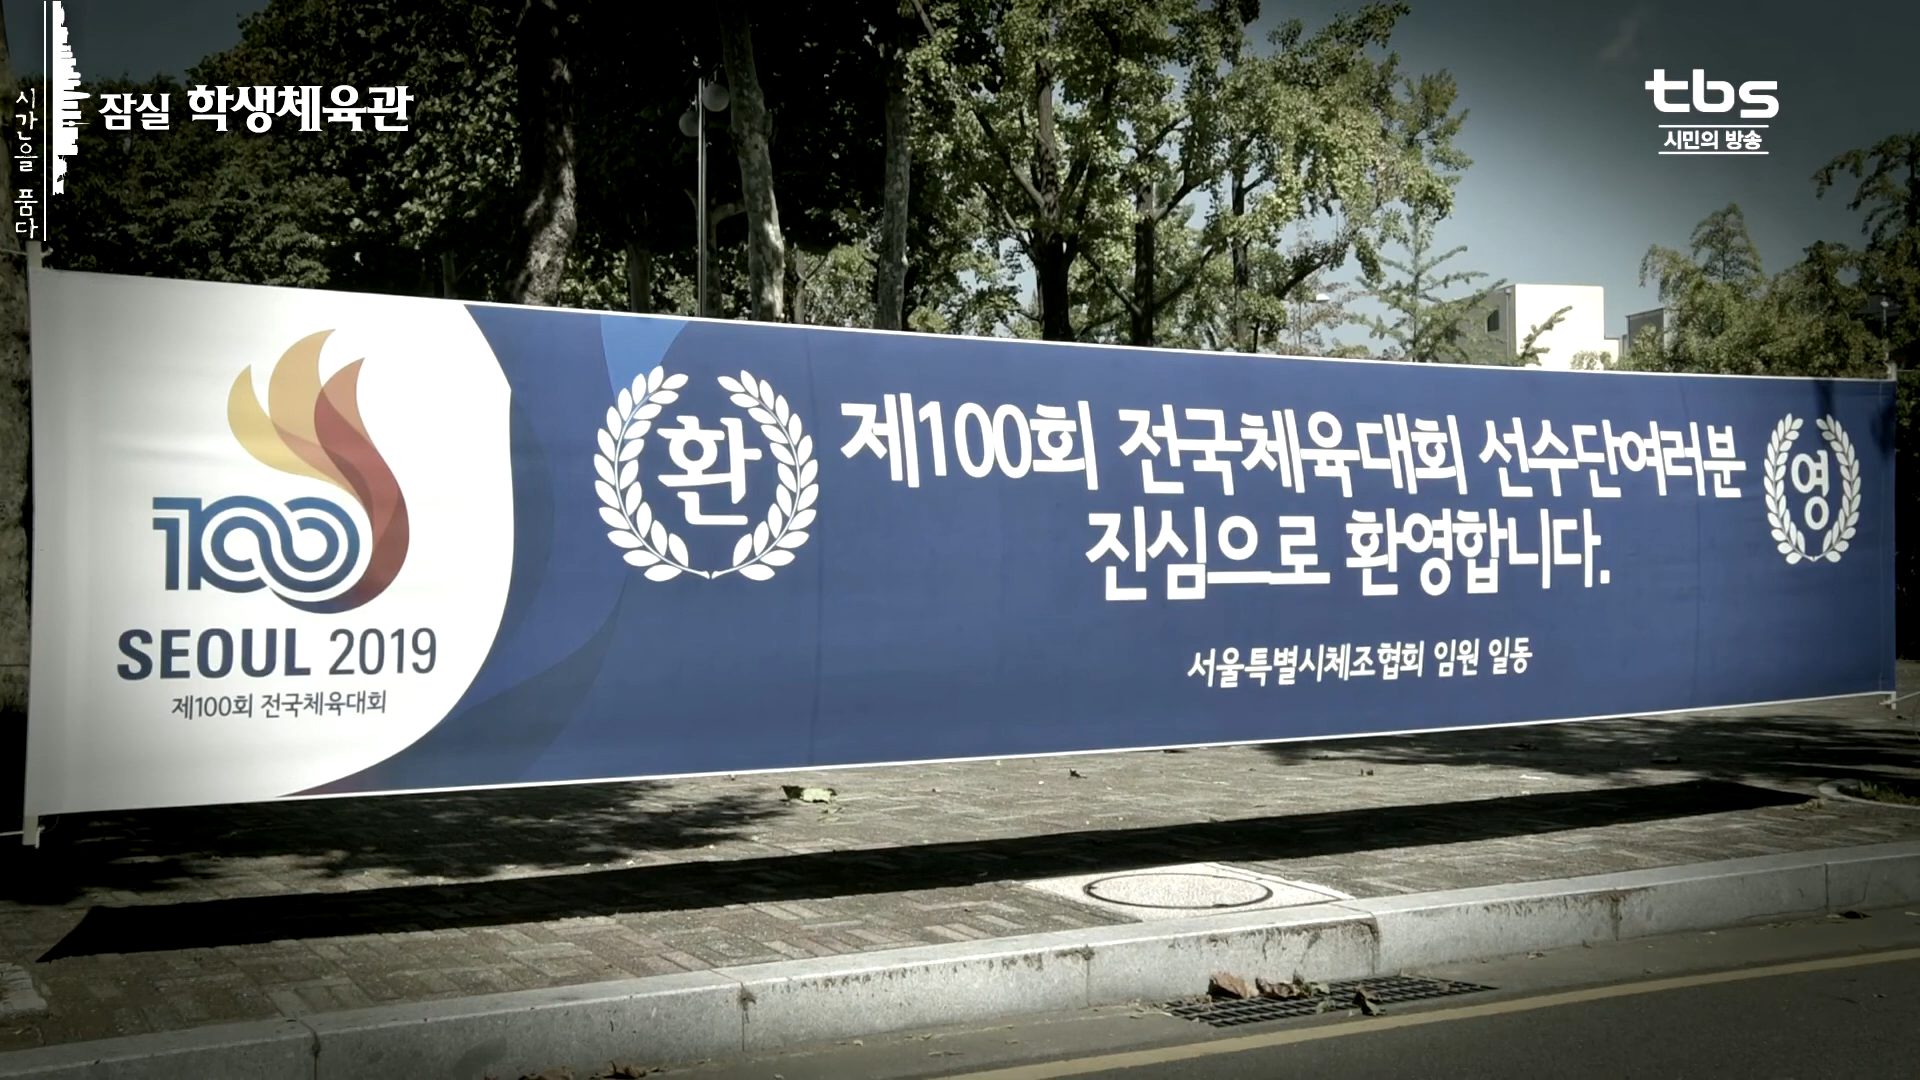 시간을 품다
잠실 학생체육관
tbs
시민의 방송
100
SEOUL 2019
제100회 전국체육대회
환
제100회 전국체육대회 선수단여러분
진심으로 환영합니다.
서울특별시체조협회 임원 일동
영